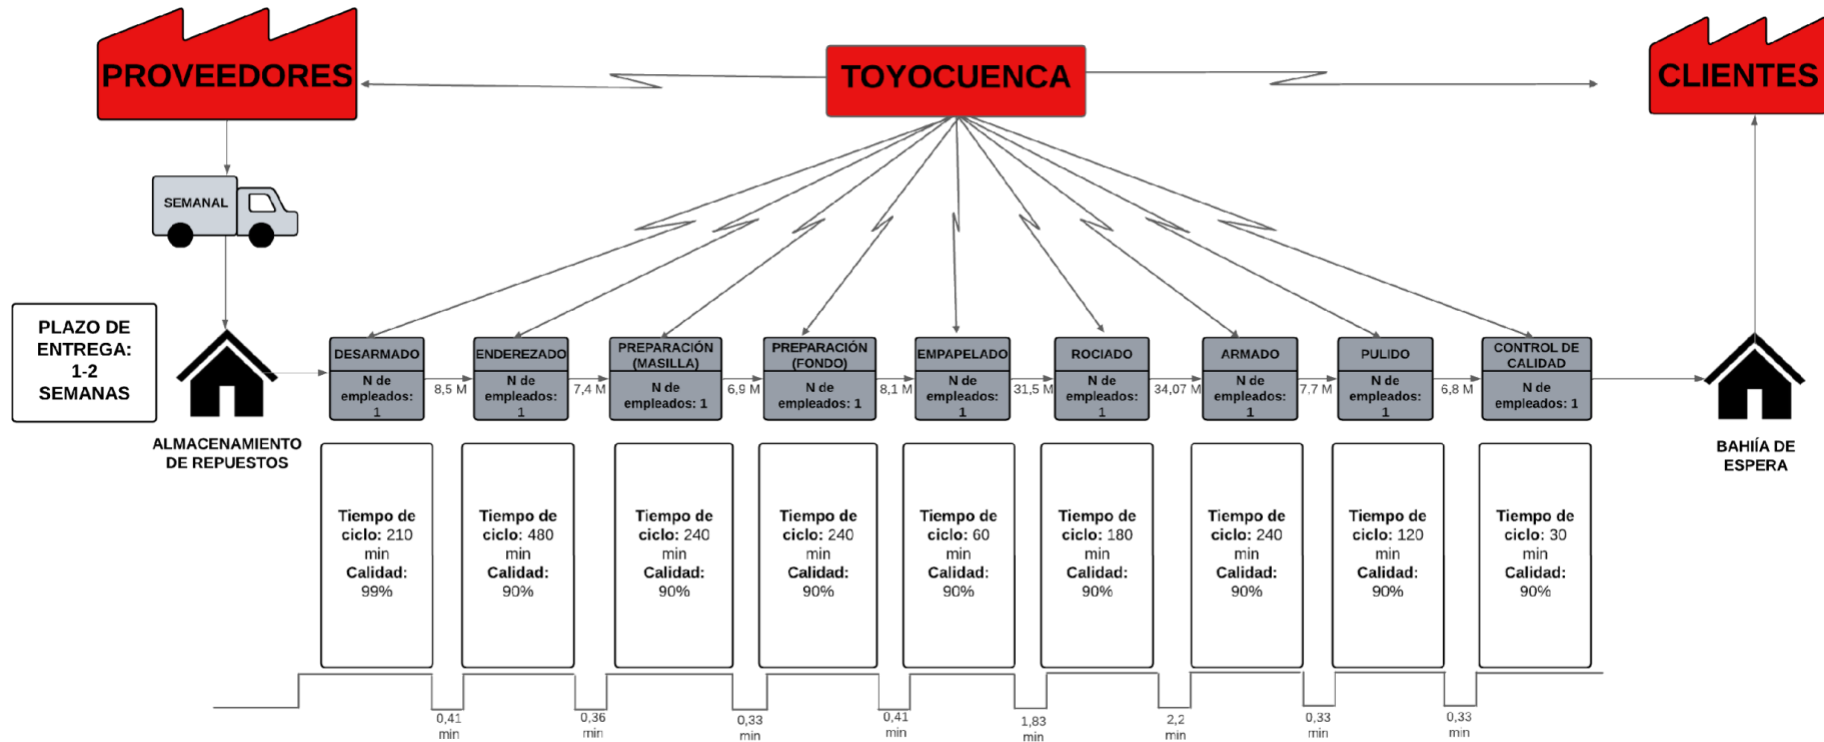 PROVEEDORES
TOYOCUENCA
CLIENTES
SEMANAL
PLAZO DE
ENTREGA:
1-2
SEMANAS
ALMACENAMIENTO
DE REPUESTOS
DESARMADO
N de
empleados:
1
8,5 M
ENDEREZADO
N de
empleados:
1
7,4 M
PREPARACIÓN
(MASILLA)
N de
empleados: 1
6,9 M
PREPARACIÓN
(FONDO)
N de
empleados: 1
8,1 M
EMPAPELADO
N de
empleados:
1
31,5 M
ROCIADO
N de
empleados:
1
34,07 M
ARMADO
N de
empleados:
1
7.7 M
PULIDO
N de
empleados:
1
6,8 M
CONTROL DE
CALIDAD
N de
empleados: 1
BAHIÍA DE
ESPERA
Tiempo de
ciclo: 210
min
Calidad:
99%
Tiempo de
ciclo: 480
min
Calidad:
90%
Tiempo de
ciclo: 240
min
Calidad:
90%
Tiempo de
ciclo: 240
min
Calidad:
90%
Tiempo de
ciclo: 60
min
Calidad:
90%
Tiempo de
ciclo: 180
min
Calidad:
90%
Tiempo de
ciclo: 240
min
Calidad:
90%
Tiempo de
ciclo: 120
min
Calidad:
90%
Tiempo de
ciclo: 30
min
Calidad:
90%
0,41
min
0,36
min
0,33
min
0,41
min
1,83
min
2,2
min
0,33
min
0,33
min